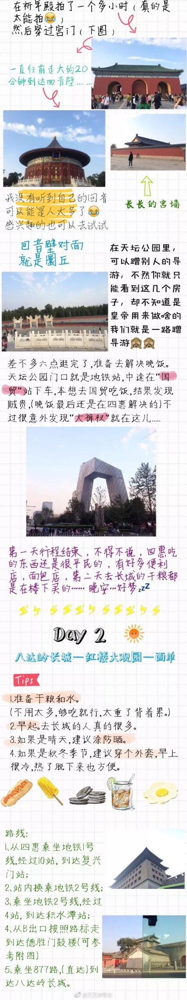 在祈年殿拍了一个多小时(真的是
太能拍😂)
然后穿过宫门(下图)
一直往前走大约20
分钟到达回音壁……
我没有听到自己的回音
可以能是人太多了😂
感兴趣的也可以去试试
长长的宫墙
回音壁对面
就是圜丘
在天坛公园里,
可以蹭别人的导
游,不然你就只
能看到这几个房
子,却不知道是
皇帝用来做啥的
我们就是一路蹭
导游🙈🙈
差不多六点逛完了,准备去解决晚饭。
天坛公园门口就是地铁站,中途在“国
贸”站下车,本想去国贸吃饭,结果发现
贼贵,(晚饭最后还是在四惠解决的)不
过很意外发现“大裤衩”就在这儿.....
第一天行程结束,不得不说,四惠吃
的东西还是很平民的,有好多便利
店,面包店,第二天去长城的干粮都
是在楼下买的…… 晚安…好梦💤
Day 2
八达岭长城—红楼大观园—西单
Tips
1.准备干粮和水。
(不用太多,够吃就行,太重了背着累。)
2.早起。去长城的人真的很多。
3.如果是晴天,建议涂防晒。
4.如果是秋冬季节,建议穿个外套,早上
很冷,热了脱下来也方便。
路线:
1、从四惠乘坐地铁1号
线,经过10站, 到达复兴
门站;
2、站内换乘地铁2号线;
3、乘坐地铁2号线,经过
4站, 到达积水潭站;
4、从B出口按照路标走
到达德胜门鼓楼(可参
考附图)
5、乘坐877路,(直达)到
达八达岭长城。